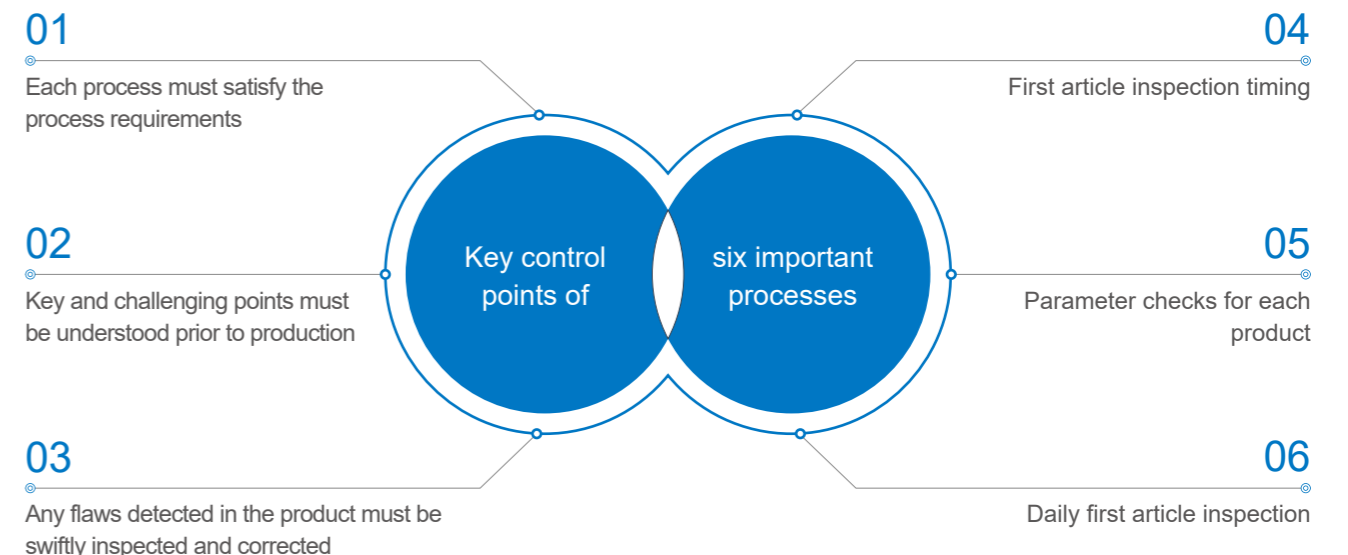 01
Each process must satisfy the
process requirements
02
Key and challenging points must
be understood prior to production
03
Any flaws detected in the product must be
swiftly inspected and corrected
Key control
points of
six important
processes
04
First article inspection timing
05
Parameter checks for each
product
06
Daily first article inspection